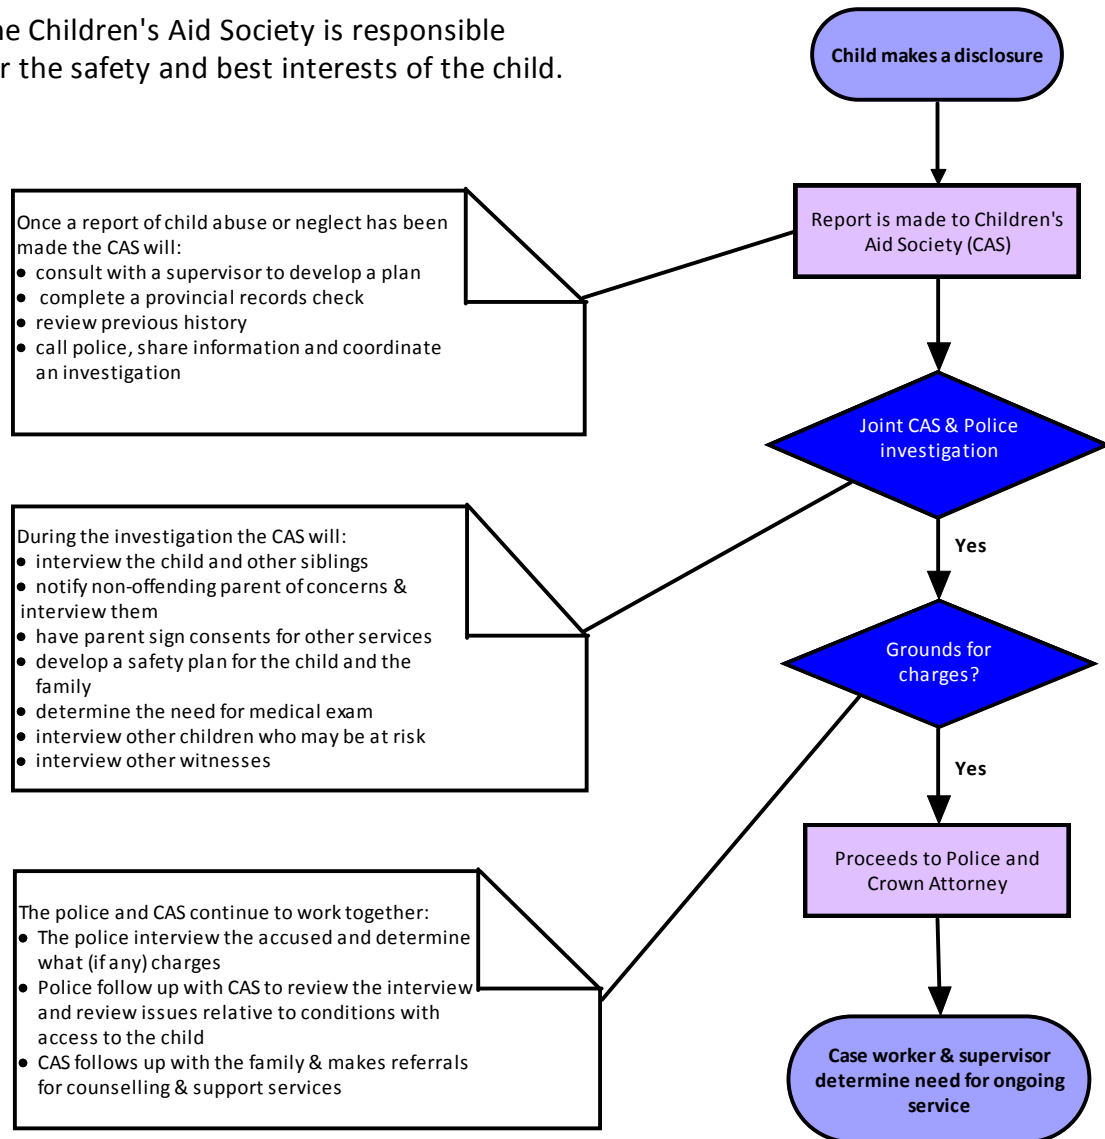 he Children's Aid Society is responsible
r the safety and best interests of the child.
Child makes a disclosure
Once a report of child abuse or neglect has been
made the CAS will:
• consult with a supervisor to develop a plan
• complete a provincial records check
• review previous history
• call police, share information and coordinate
an investigation
Report is made to Children's
Aid Society (CAS)
Joint CAS & Police
investigation
During the investigation the CAS will:
• interview the child and other siblings
• notify non-offending parent of concerns &
interview them
• have parent sign consents for other services
• develop a safety plan for the child and the
family
• determine the need for medical exam
• interview other children who may be at risk
• interview other witnesses
Yes
Grounds for
charges?
Yes
Proceeds to Police and
Crown Attorney
The police and CAS continue to work together:
• The police interview the accused and determine
what (if any) charges
• Police follow up with CAS to review the interview
and review issues relative to conditions with
access to the child
• CAS follows up with the family & makes referrals
for counselling & support services
Case worker & supervisor
determine need for ongoing
service